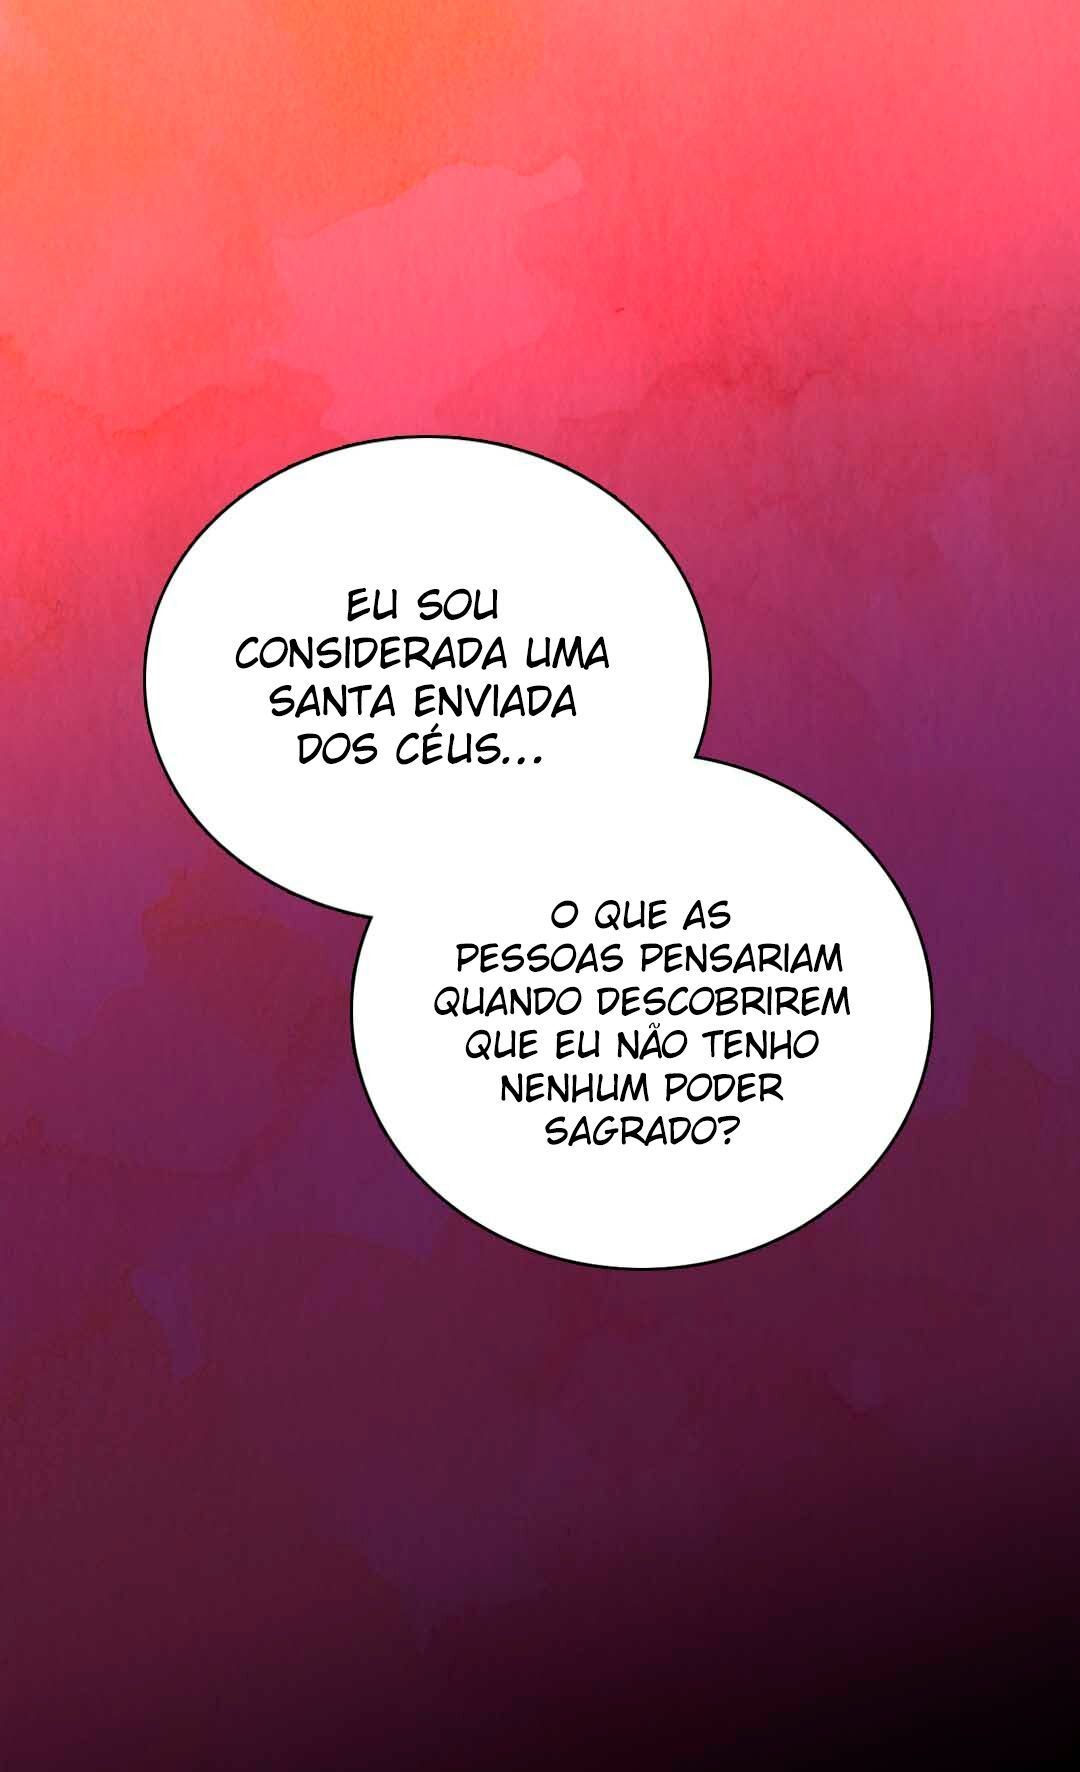 EU SOU
CONSIDERADA UMA
SANTA ENVIADA
DOS CÉUS...
O QUE AS
PESSOAS PENSARIAM
QUANDO DESCOBRIREM
QUE EU NÃO TENHO
NENHUM PODER
SAGRADO?